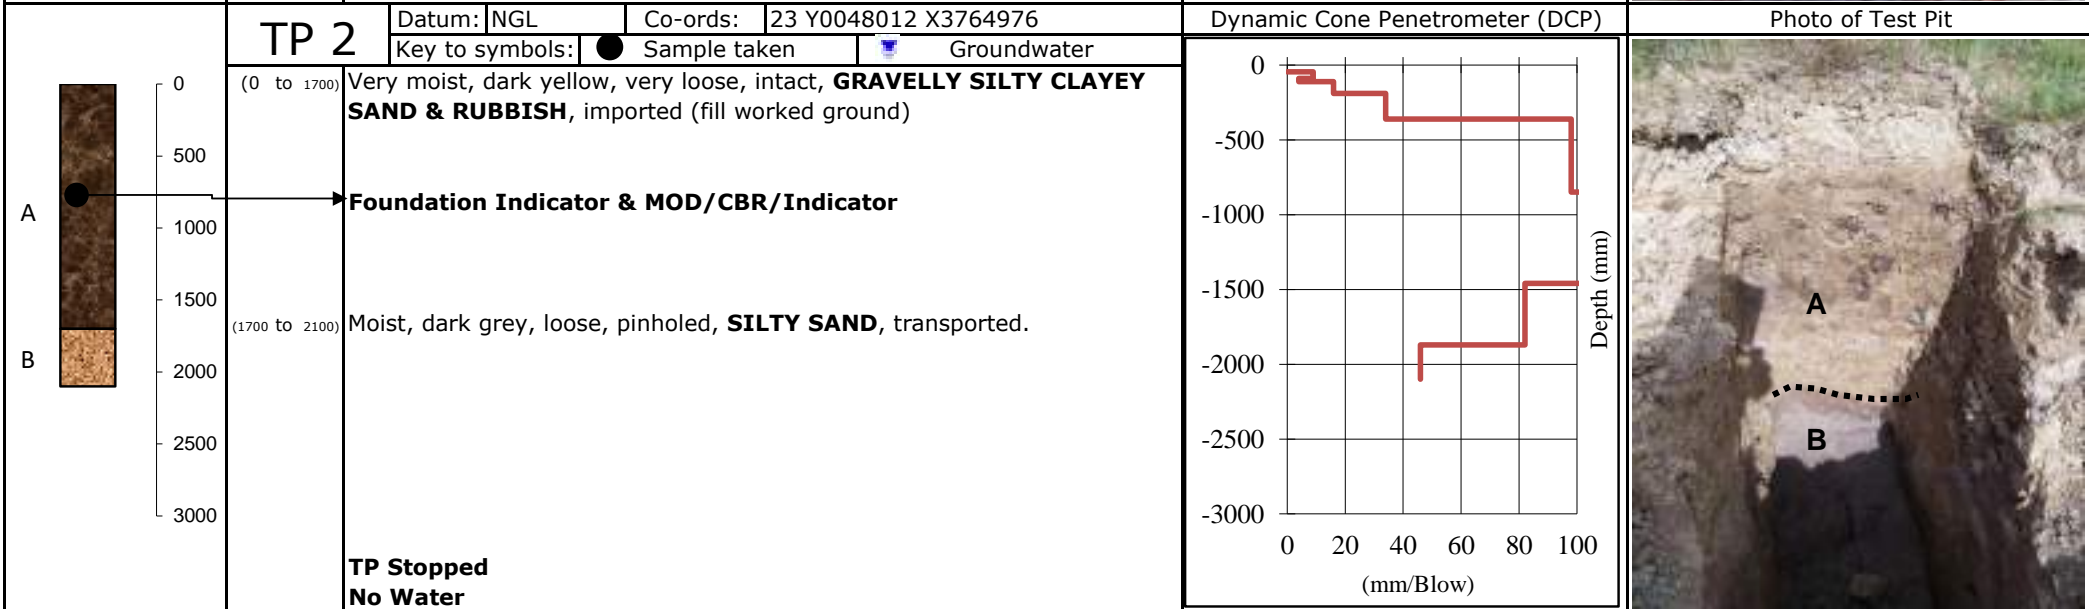 TP 2
Datum: NGL Co-ords: 23 Y0048012 X3764976
Key to symbols: Sample taken Groundwater
Dynamic Cone Penetrometer (DCP)
Photo of Test Pit
0
500
1000
1500
2000
2500
3000
A
B
(0 to 1700) Very moist, dark yellow, very loose, intact, GRAVELLY SILTY CLAYEY
SAND & RUBBISH, imported (fill worked ground)
Foundation Indicator & MOD/CBR/Indicator
(1700 to 2100) Moist, dark grey, loose, pinholed, SILTY SAND, transported.
TP Stopped
No Water
0
-500
-1000
-1500
-2000
-2500
-3000
0 20 40 60 80 100
(mm/Blow)
Depth (mm)
A
B